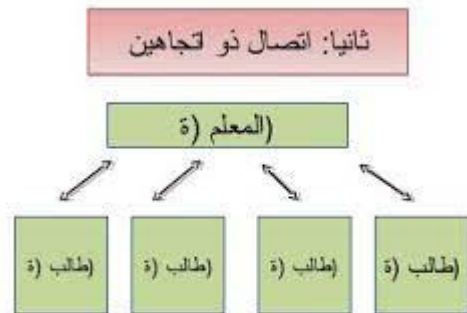 ثانيا: اتصال ذو اتجاهين
(المعلم (ة
(طالب (ة
(طالب (ة
(طالب (ة
(طالب (ة